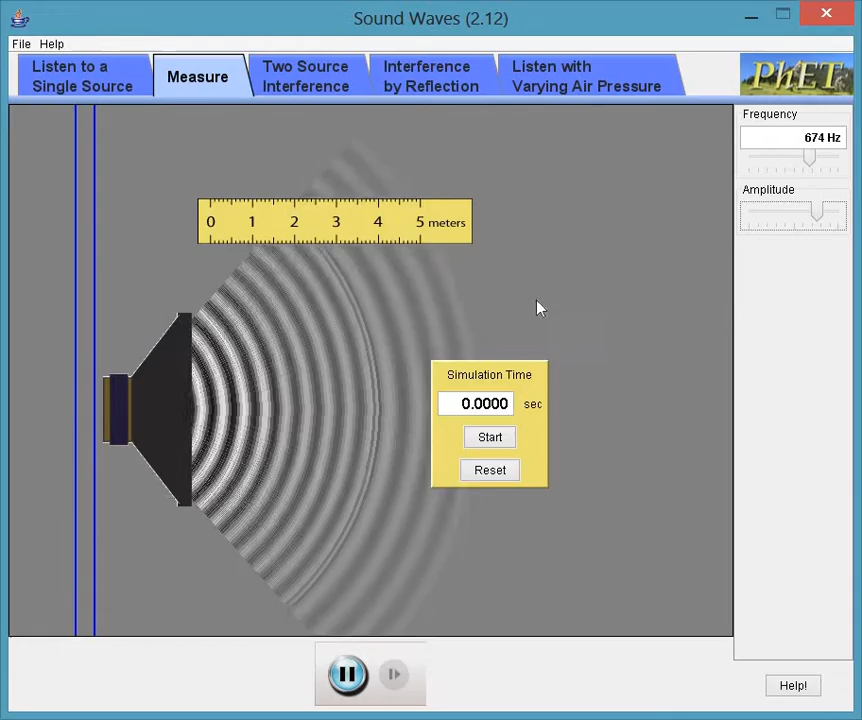 Sound Waves (2.12)
File Help
Listen to a
Single Source
Measure
Two Source
Interference
Interference
by Reflection
Listen with
Varying Air Pressure
PhET
Frequency
674 Hz
Amplitude
0 1 2 3 4 5 meters
Simulation Time
0.0000 sec
Start
Reset
Help!